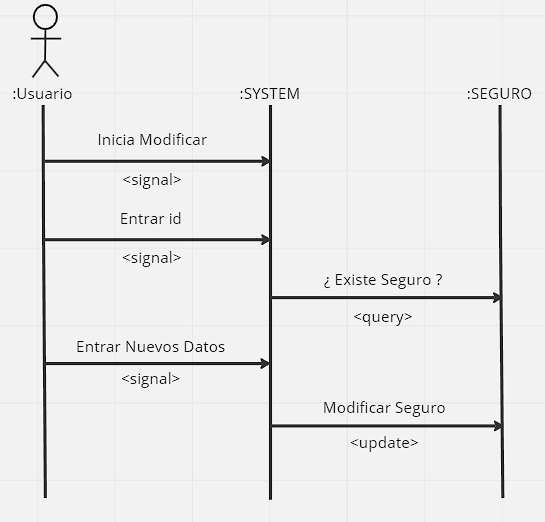 :Usuario
:SYSTEM
:SEGURO
Inicia Modificar
<signal>
Entrar id
<signal>
¿ Existe Seguro ?
<query>
Entrar Nuevos Datos
<signal>
Modificar Seguro
<update>